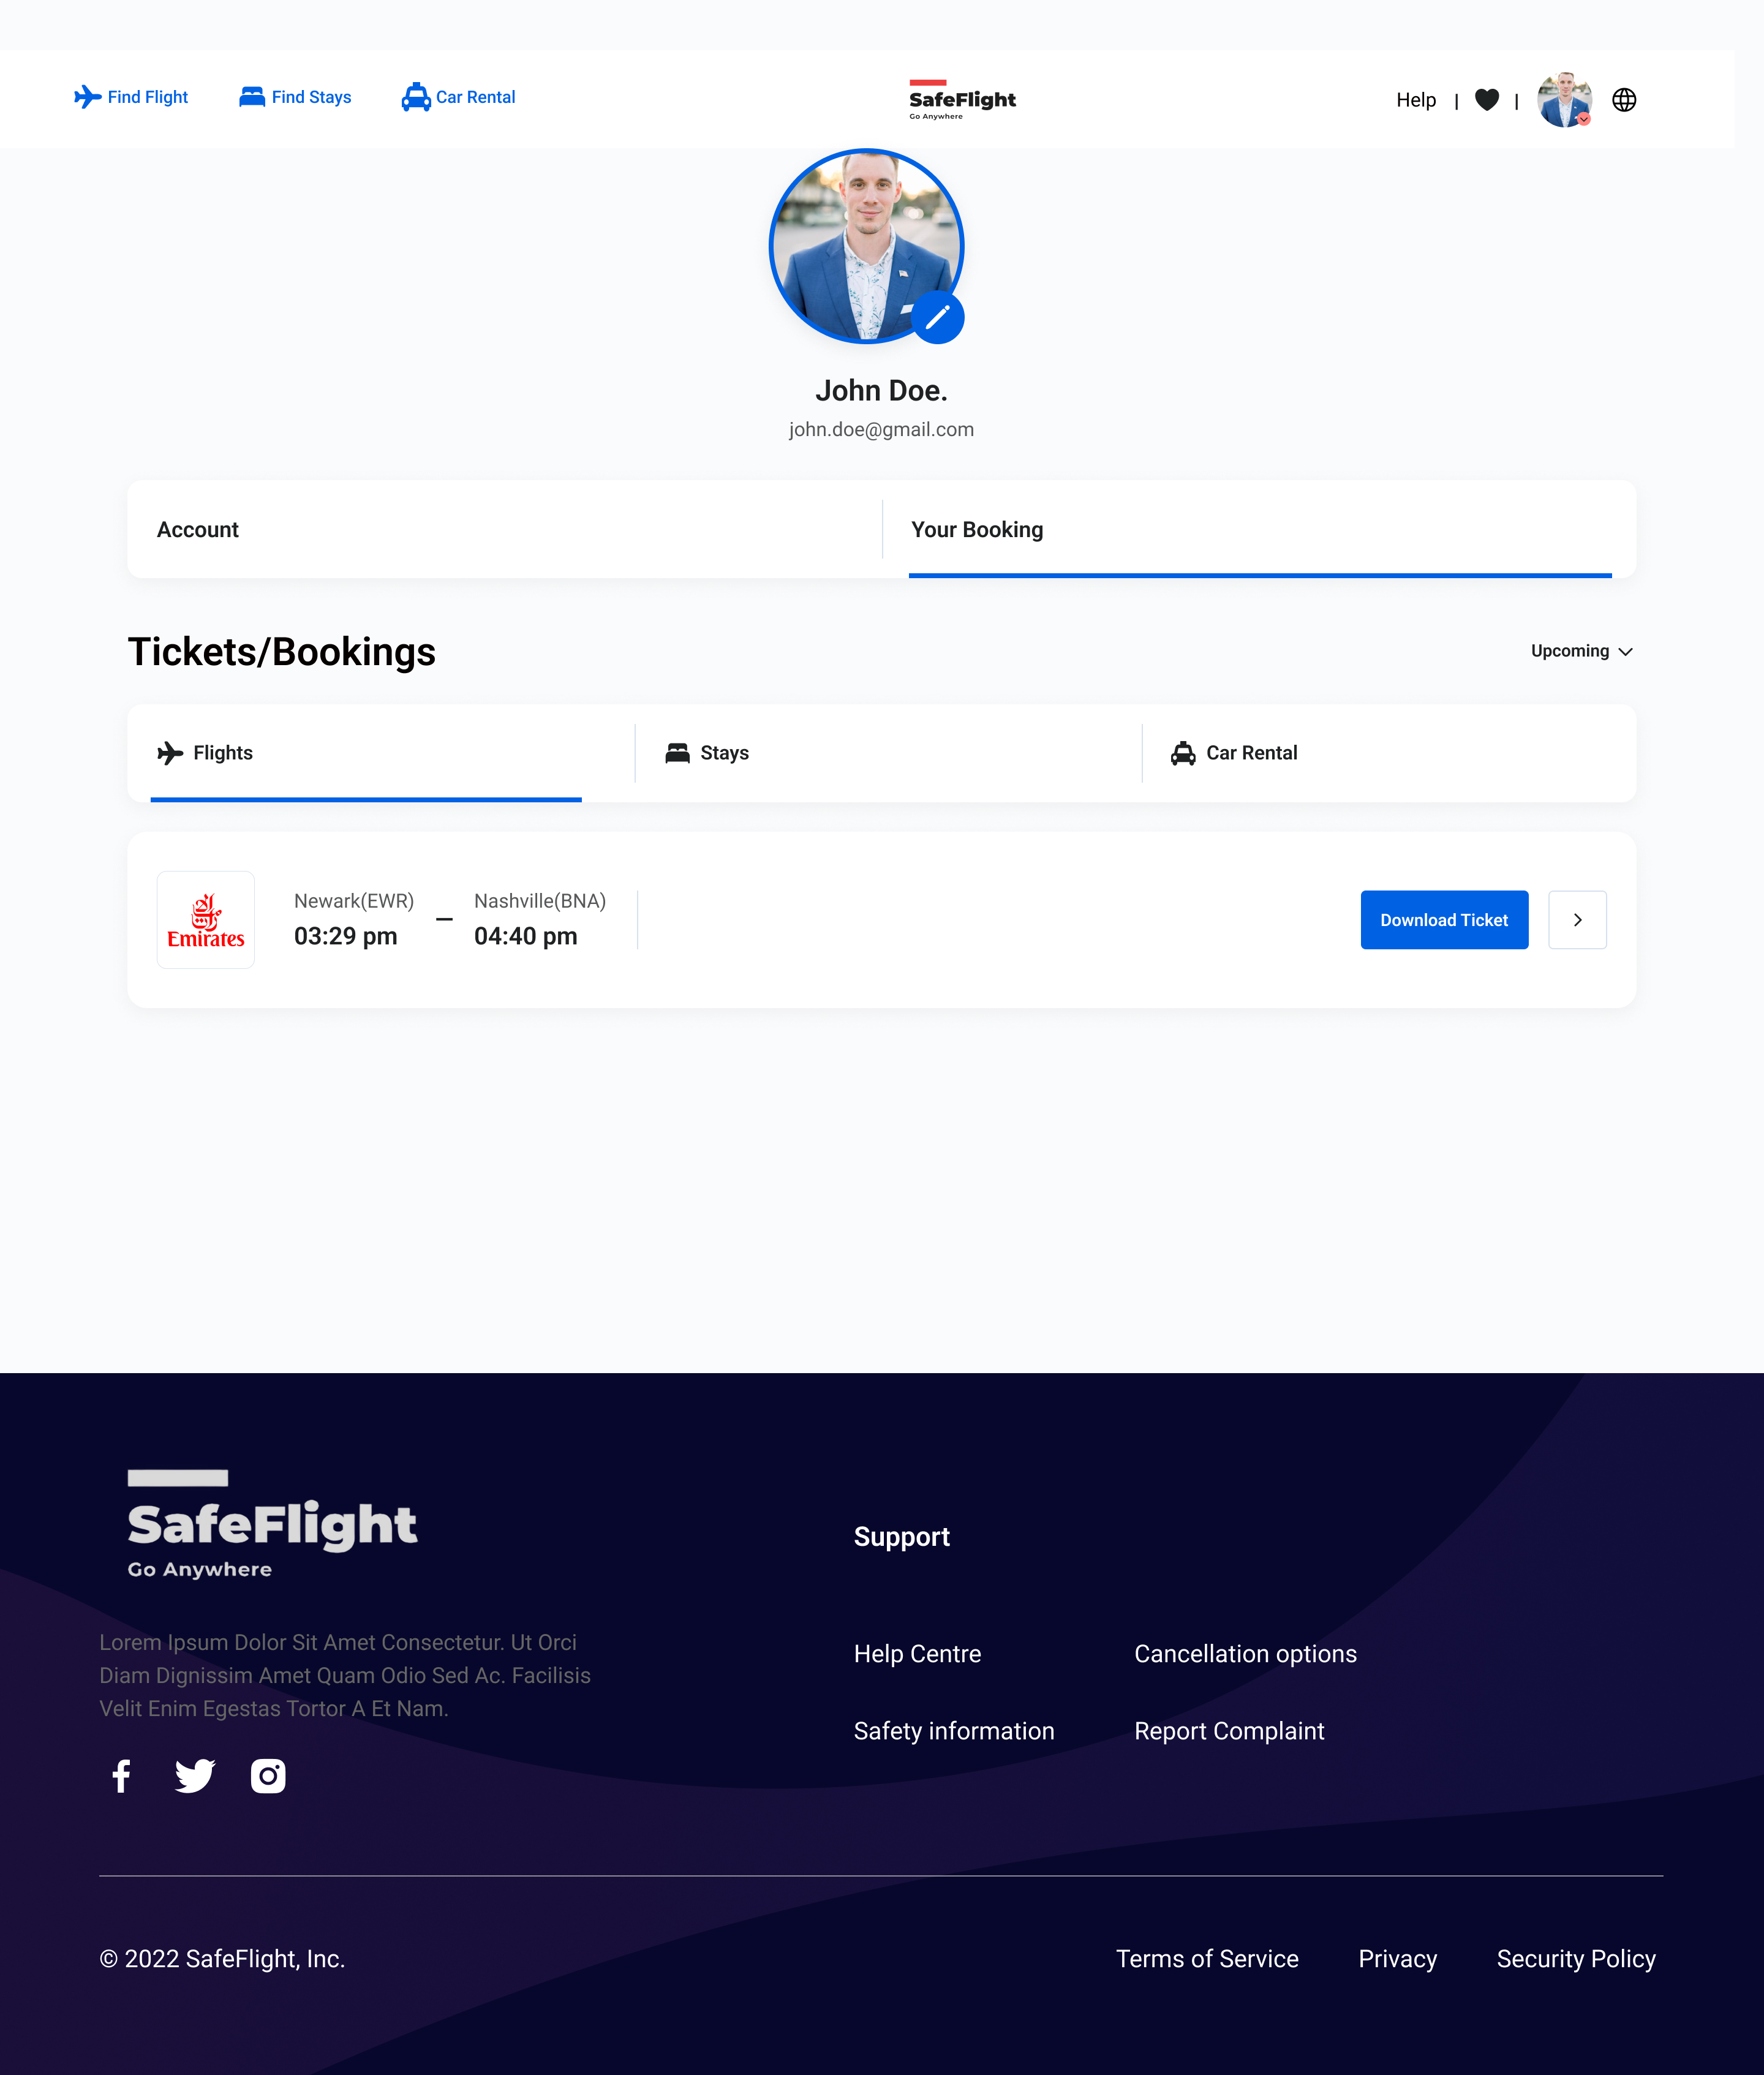 Find Flight
Find Stays
Car Rental
SafeFlight
Go Anywhere
Help
|
|
John Doe.
john.doe@gmail.com
Account
Your Booking
Tickets/Bookings
Upcoming
Flights
Stays
Car Rental
Emirates
Newark(EWR)
03:29 pm
–
Nashville(BNA)
04:40 pm
Download Ticket
SafeFlight
Go Anywhere
Lorem Ipsum Dolor Sit Amet Consectetur. Ut Orci
Diam Dignissim Amet Quam Odio Sed Ac. Facilisis
Velit Enim Egestas Tortor A Et Nam.
Support
Help Centre
Cancellation options
Safety information
Report Complaint
© 2022 SafeFlight, Inc.
Terms of Service
Privacy
Security Policy